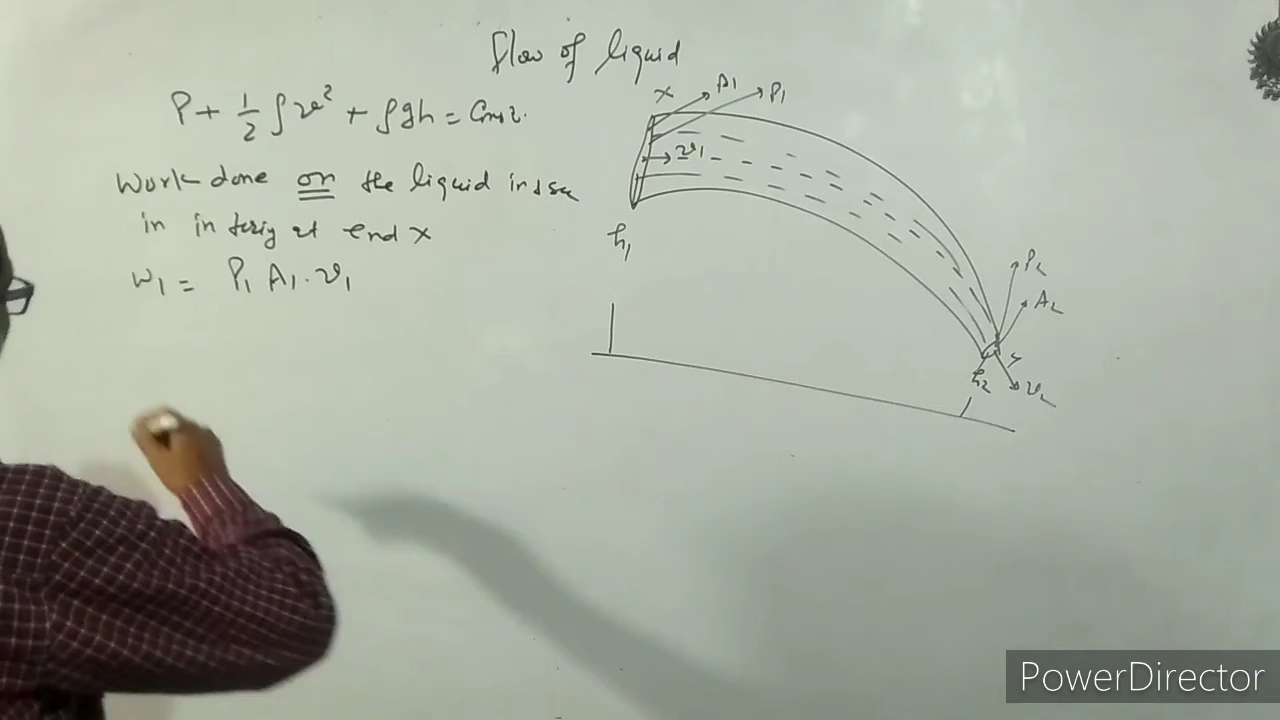 flow of liquid
P + 1/2 ρv² + ρgh = Const.
Work done on the liquid in 1 sec
in at end X
W1 = P1 A1 . v1
X A1 P1
v1
h1
P2
A2
y
h2 v2
PowerDirector